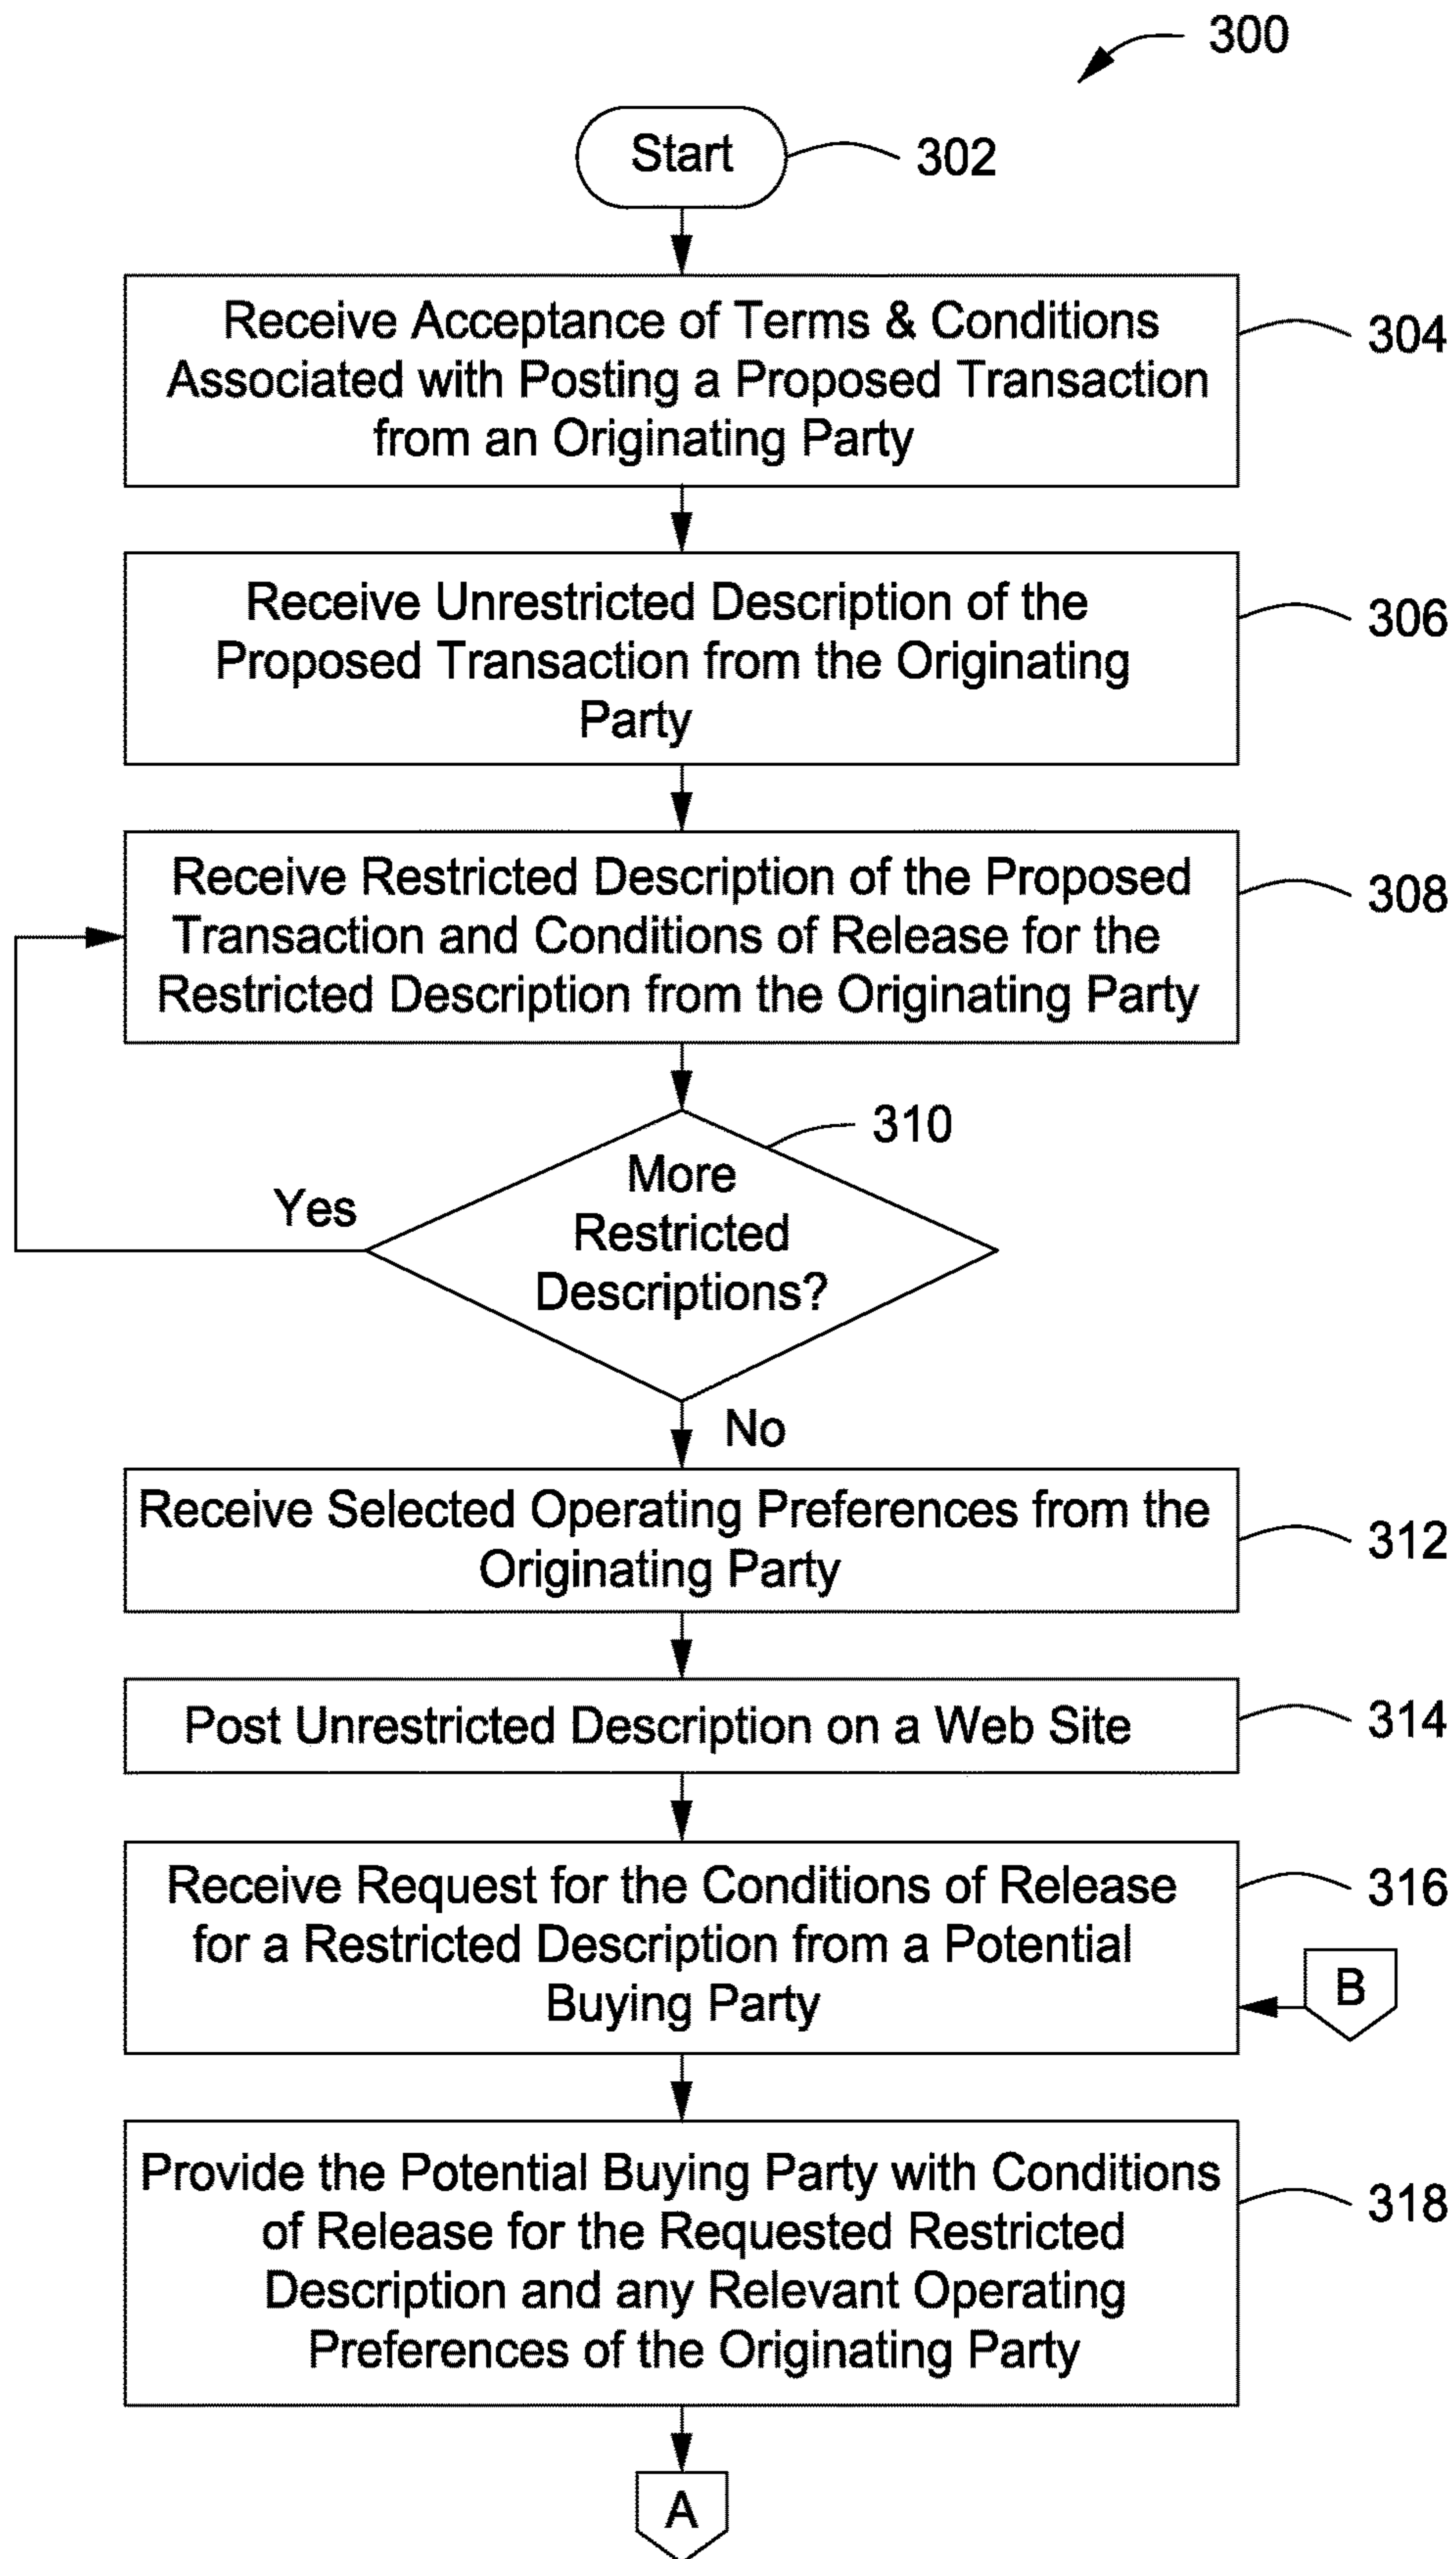 300
Start
302
Receive Acceptance of Terms & Conditions
Associated with Posting a Proposed Transaction
from an Originating Party
304
Receive Unrestricted Description of the
Proposed Transaction from the Originating
Party
306
Receive Restricted Description of the Proposed
Transaction and Conditions of Release for the
Restricted Description from the Originating Party
308
310
More
Restricted
Descriptions?
Yes
No
Receive Selected Operating Preferences from the
Originating Party
312
Post Unrestricted Description on a Web Site
314
Receive Request for the Conditions of Release
for a Restricted Description from a Potential
Buying Party
316
B
Provide the Potential Buying Party with Conditions
of Release for the Requested Restricted
Description and any Relevant Operating
Preferences of the Originating Party
318
A